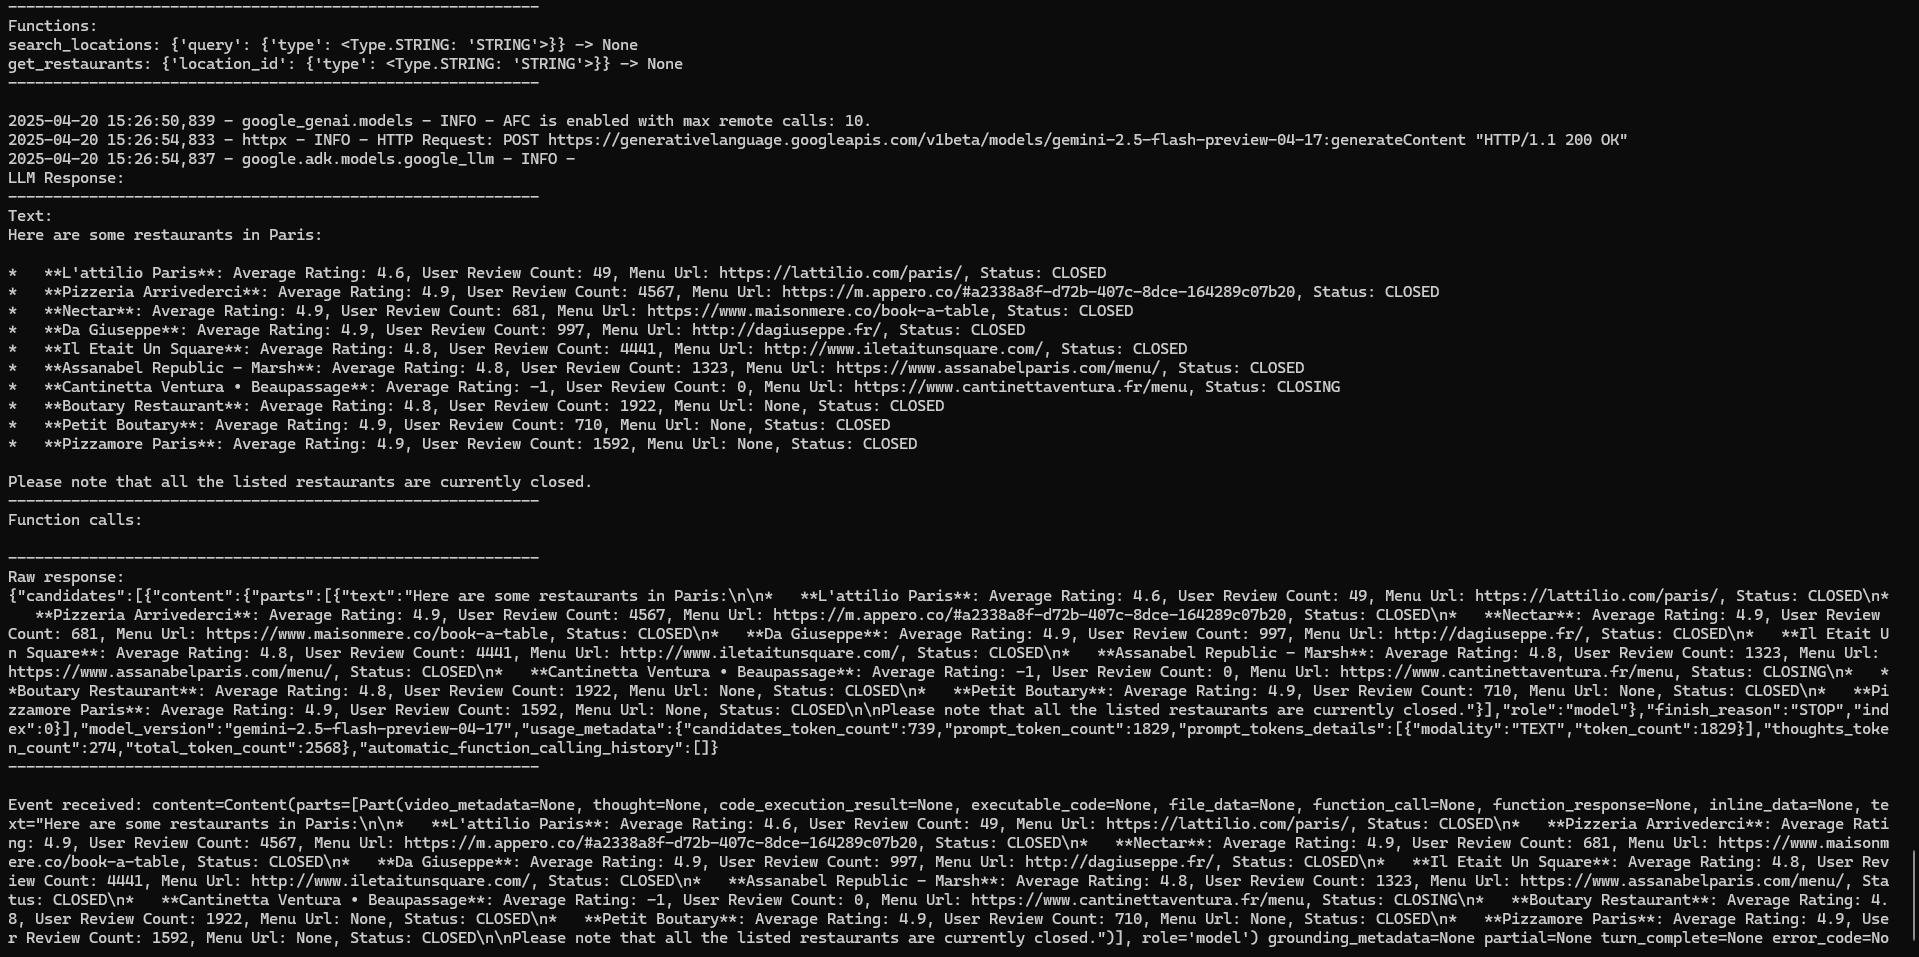 -----------------------------------------------------------
Functions:
search_locations: {'query': {'type': <Type.STRING: 'STRING'>}} -> None
get_restaurants: {'location_id': {'type': <Type.STRING: 'STRING'>}} -> None
-----------------------------------------------------------
2025-04-20 15:26:50,839 - google_genai.models - INFO - AFC is enabled with max remote calls: 10.
2025-04-20 15:26:54,833 - httpx - INFO - HTTP Request: POST https://generativelanguage.googleapis.com/v1beta/models/gemini-2.5-flash-preview-04-17:generateContent "HTTP/1.1 200 OK"
2025-04-20 15:26:54,837 - google.adk.models.google_llm - INFO -
LLM Response:
-----------------------------------------------------------
Text:
Here are some restaurants in Paris:
*   **L'attilio Paris**: Average Rating: 4.6, User Review Count: 49, Menu Url: https://lattilio.com/paris/, Status: CLOSED
*   **Pizzeria Arrivederci**: Average Rating: 4.9, User Review Count: 4567, Menu Url: https://m.appero.co/#a2338a8f-d72b-407c-8dce-164289c07b20, Status: CLOSED
*   **Nectar**: Average Rating: 4.9, User Review Count: 681, Menu Url: https://www.maisonmere.co/book-a-table, Status: CLOSED
*   **Da Giuseppe**: Average Rating: 4.9, User Review Count: 997, Menu Url: http://dagiuseppe.fr/, Status: CLOSED
*   **Il Etait Un Square**: Average Rating: 4.8, User Review Count: 4441, Menu Url: http://www.iletaitunsquare.com/, Status: CLOSED
*   **Assanabel Republic - Marsh**: Average Rating: 4.8, User Review Count: 1323, Menu Url: https://www.assanabelparis.com/menu/, Status: CLOSED
*   **Cantinetta Ventura • Beaupassage**: Average Rating: -1, User Review Count: 0, Menu Url: https://www.cantinettaventura.fr/menu, Status: CLOSING
*   **Boutary Restaurant**: Average Rating: 4.8, User Review Count: 1922, Menu Url: None, Status: CLOSED
*   **Petit Boutary**: Average Rating: 4.9, User Review Count: 710, Menu Url: None, Status: CLOSED
*   **Pizzamore Paris**: Average Rating: 4.9, User Review Count: 1592, Menu Url: None, Status: CLOSED
Please note that all the listed restaurants are currently closed.
-----------------------------------------------------------
Function calls:
-----------------------------------------------------------
Raw response:
{"candidates":[{"content":{"parts":[{"text":"Here are some restaurants in Paris:\n\n*   **L'attilio Paris**: Average Rating: 4.6, User Review Count: 49, Menu Url: https://lattilio.com/paris/, Status: CLOSED\n*
   **Pizzeria Arrivederci**: Average Rating: 4.9, User Review Count: 4567, Menu Url: https://m.appero.co/#a2338a8f-d72b-407c-8dce-164289c07b20, Status: CLOSED\n*   **Nectar**: Average Rating: 4.9, User Review
Count: 681, Menu Url: https://www.maisonmere.co/book-a-table, Status: CLOSED\n*   **Da Giuseppe**: Average Rating: 4.9, User Review Count: 997, Menu Url: http://dagiuseppe.fr/, Status: CLOSED\n*   **Il Etait U
n Square**: Average Rating: 4.8, User Review Count: 4441, Menu Url: http://www.iletaitunsquare.com/, Status: CLOSED\n*   **Assanabel Republic - Marsh**: Average Rating: 4.8, User Review Count: 1323, Menu Url:
https://www.assanabelparis.com/menu/, Status: CLOSED\n*   **Cantinetta Ventura • Beaupassage**: Average Rating: -1, User Review Count: 0, Menu Url: https://www.cantinettaventura.fr/menu, Status: CLOSING\n*   *
*Boutary Restaurant**: Average Rating: 4.8, User Review Count: 1922, Menu Url: None, Status: CLOSED\n*   **Petit Boutary**: Average Rating: 4.9, User Review Count: 710, Menu Url: None, Status: CLOSED\n*   **Pi
zzamore Paris**: Average Rating: 4.9, User Review Count: 1592, Menu Url: None, Status: CLOSED\n\nPlease note that all the listed restaurants are currently closed."}],"role":"model"},"finish_reason":"STOP","ind
ex":0}],"model_version":"gemini-2.5-flash-preview-04-17","usage_metadata":{"candidates_token_count":739,"prompt_token_count":1829,"prompt_tokens_details":[{"modality":"TEXT","token_count":1829}],"thoughts_toke
n_count":274,"total_token_count":2568},"automatic_function_calling_history":[]}
-----------------------------------------------------------
Event received: content=Content(parts=[Part(video_metadata=None, thought=None, code_execution_result=None, executable_code=None, file_data=None, function_call=None, function_response=None, inline_data=None, te
xt="Here are some restaurants in Paris:\n\n*   **L'attilio Paris**: Average Rating: 4.6, User Review Count: 49, Menu Url: https://lattilio.com/paris/, Status: CLOSED\n*   **Pizzeria Arrivederci**: Average Rati
ng: 4.9, User Review Count: 4567, Menu Url: https://m.appero.co/#a2338a8f-d72b-407c-8dce-164289c07b20, Status: CLOSED\n*   **Nectar**: Average Rating: 4.9, User Review Count: 681, Menu Url: https://www.maisonm
ere.co/book-a-table, Status: CLOSED\n*   **Da Giuseppe**: Average Rating: 4.9, User Review Count: 997, Menu Url: http://dagiuseppe.fr/, Status: CLOSED\n*   **Il Etait Un Square**: Average Rating: 4.8, User Rev
iew Count: 4441, Menu Url: http://www.iletaitunsquare.com/, Status: CLOSED\n*   **Assanabel Republic - Marsh**: Average Rating: 4.8, User Review Count: 1323, Menu Url: https://www.assanabelparis.com/menu/, Sta
tus: CLOSED\n*   **Cantinetta Ventura • Beaupassage**: Average Rating: -1, User Review Count: 0, Menu Url: https://www.cantinettaventura.fr/menu, Status: CLOSING\n*   **Boutary Restaurant**: Average Rating: 4.
8, User Review Count: 1922, Menu Url: None, Status: CLOSED\n*   **Petit Boutary**: Average Rating: 4.9, User Review Count: 710, Menu Url: None, Status: CLOSED\n*   **Pizzamore Paris**: Average Rating: 4.9, Use
r Review Count: 1592, Menu Url: None, Status: CLOSED\n\nPlease note that all the listed restaurants are currently closed.")], role='model') grounding_metadata=None partial=None turn_complete=None error_code=No